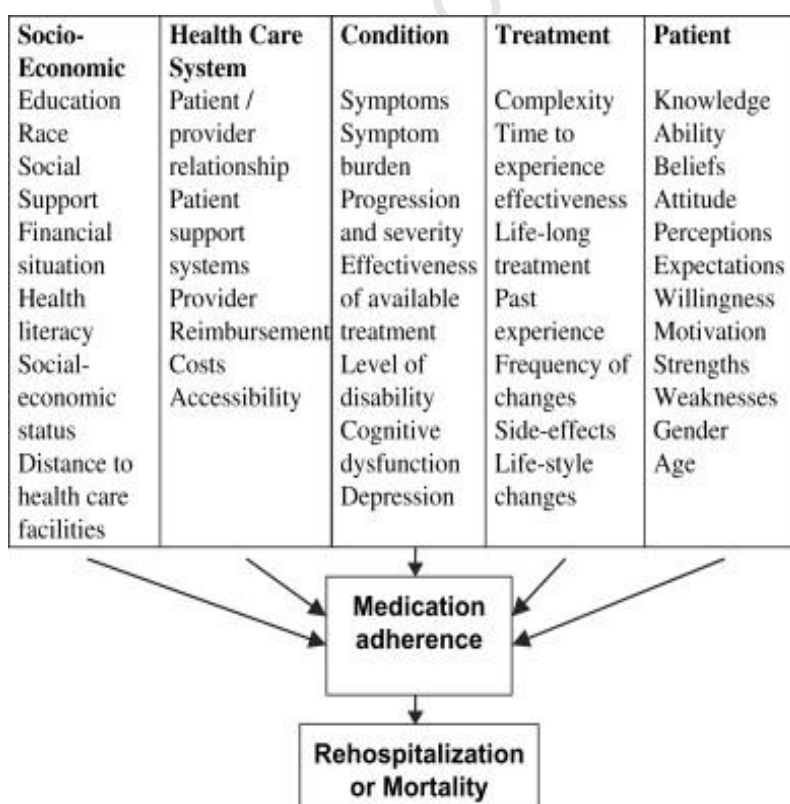 Socio-
Economic
Education
Race
Social
Support
Financial
situation
Health
literacy
Social-
economic
status
Distance to
health care
facilities
Health Care
System
Patient /
provider
relationship
Patient
support
systems
Provider
Reimbursement
Costs
Accessibility
Condition
Symptoms
Symptom
burden
Progression
and severity
Effectiveness
of available
treatment
Level of
disability
Cognitive
dysfunction
Depression
Treatment
Complexity
Time to
experience
effectiveness
Life-long
treatment
Past
experience
Frequency of
changes
Side-effects
Life-style
changes
Patient
Knowledge
Ability
Beliefs
Attitude
Perceptions
Expectations
Willingness
Motivation
Strengths
Weaknesses
Gender
Age
Medication
adherence
Rehospitalization
or Mortality